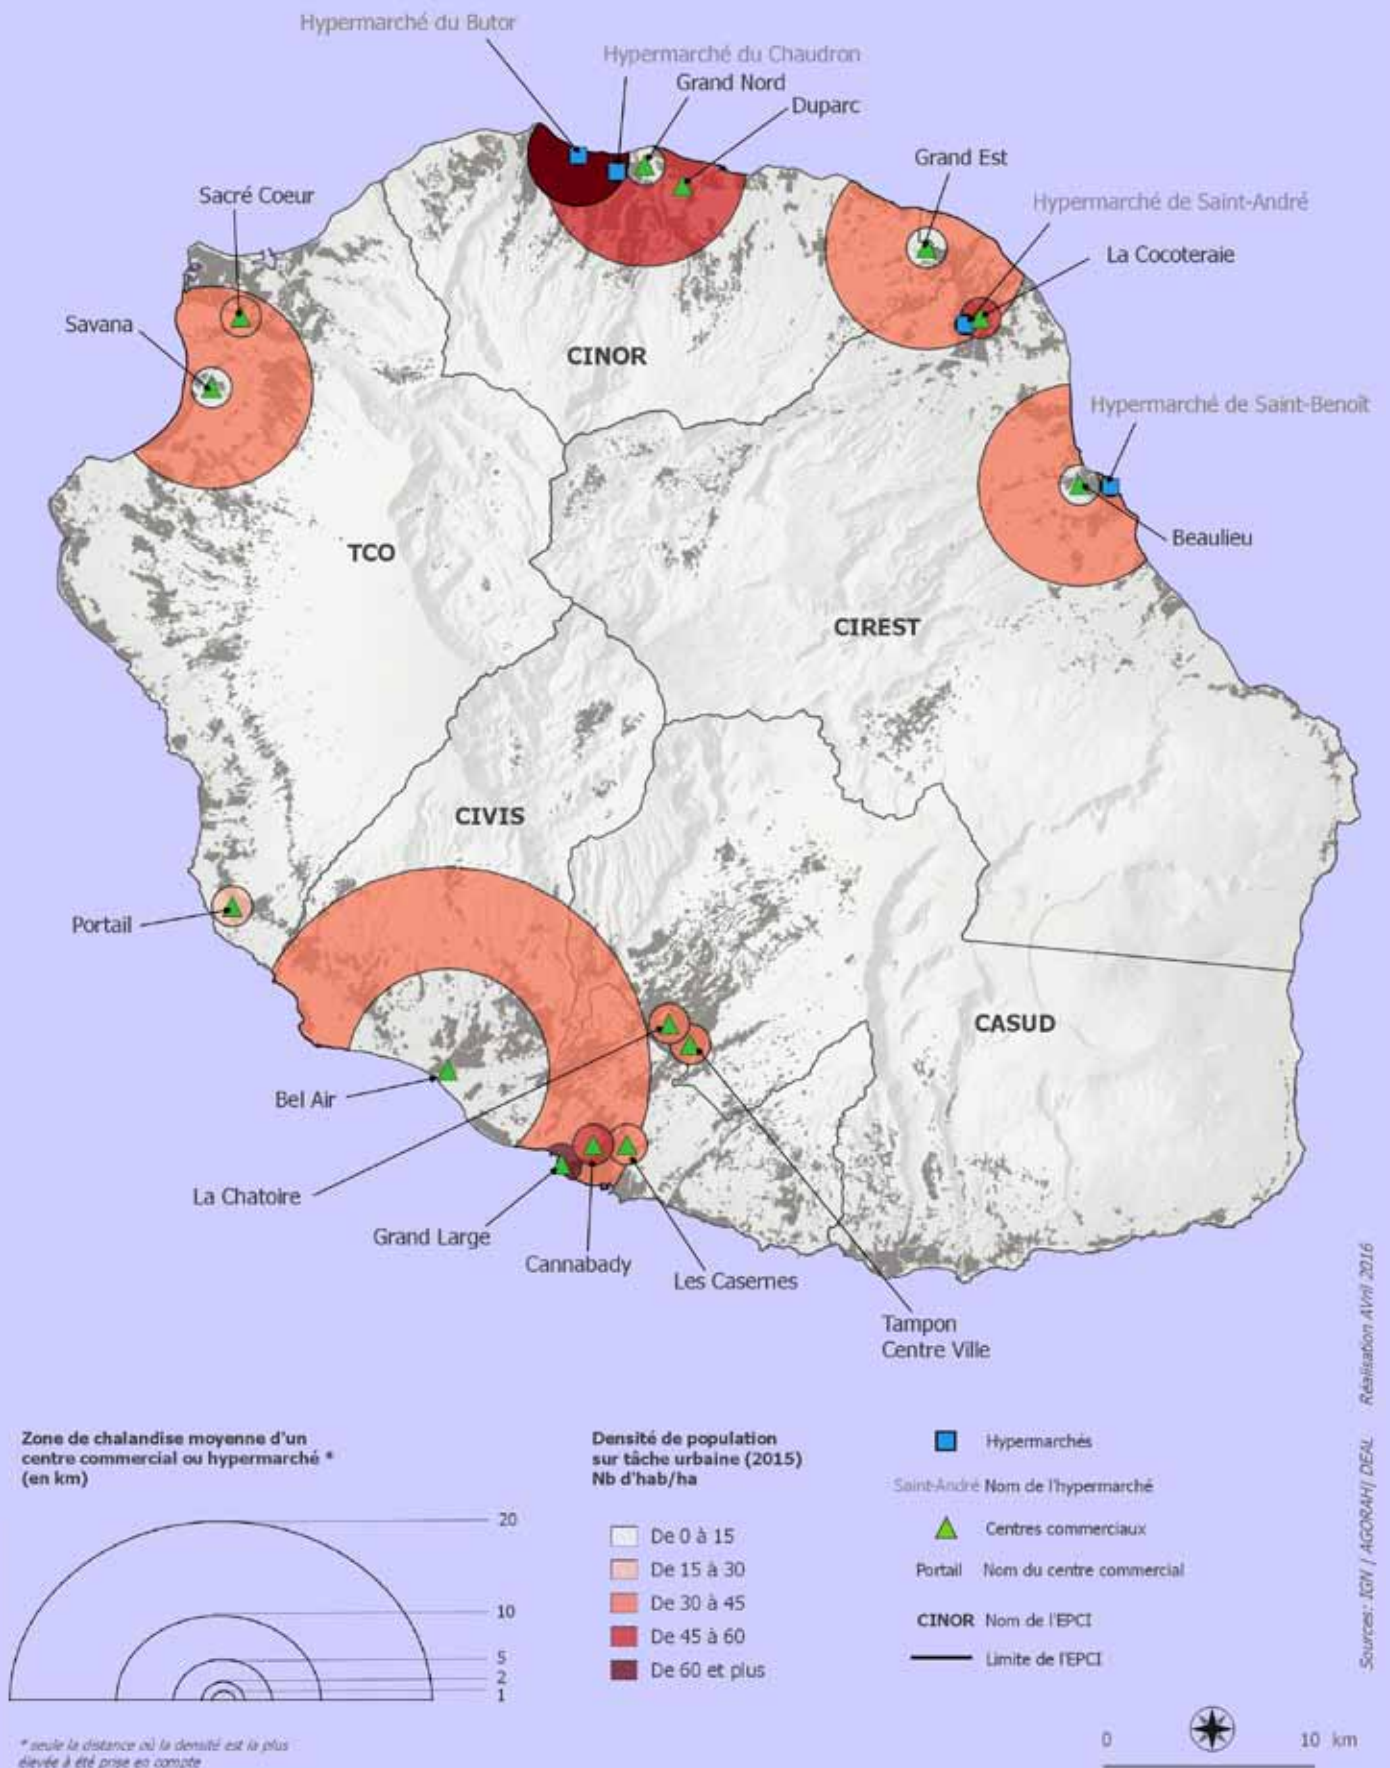 Hypermarché du Butor
Hypermarché du Chaudron
Grand Nord
Duparc
Grand Est
Sacré Coeur
Hypermarché de Saint-André
La Cocoteraie
Savana
CINOR
Hypermarché de Saint-Benoît
TCO
Beaulieu
CIREST
CIVIS
Portail
CASUD
Bel Air
La Chatoire
Grand Large
Cannabady
Les Casernes
Tampon
Centre Ville
Zone de chalandise moyenne d'un
centre commercial ou hypermarché *
(en km)
20
10
5
2
1
* seule la distance où la densité est la plus
élevée à été prise en compte
Densité de population
sur tâche urbaine (2015)
Nb d'hab/ha
De 0 à 15
De 15 à 30
De 30 à 45
De 45 à 60
De 60 et plus
Hypermarchés
Saint-André Nom de l'hypermarché
Centres commerciaux
Portail Nom du centre commercial
CINOR Nom de l'EPCI
Limite de l'EPCI
0 10 km
Sources: IGN | AGORAH| DEAL Réalisation AVril 2016